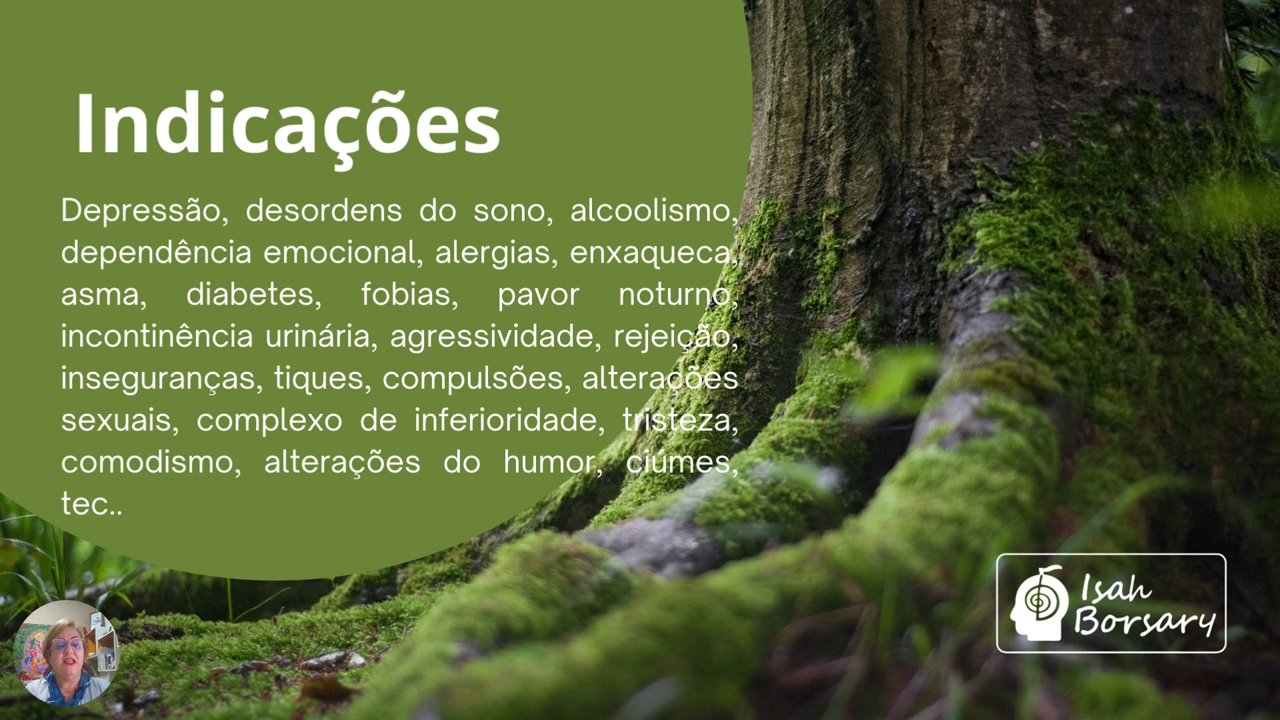 Indicações
Depressão, desordens do sono, alcoolismo,
dependência emocional, alergias, enxaqueca,
asma, diabetes, fobias, pavor noturno,
incontinência urinária, agressividade, rejeição,
inseguranças, tiques, compulsões, alterações
sexuais, complexo de inferioridade, tristeza,
comodismo, alterações do humor, ciúmes,
tec..
Isah
Borsary